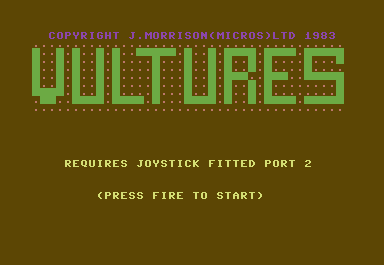 COPYRIGHT J.MORRISON(MICROS)LTD 1983
VULTURES
REQUIRES JOYSTICK FITTED PORT 2
(PRESS FIRE TO START)